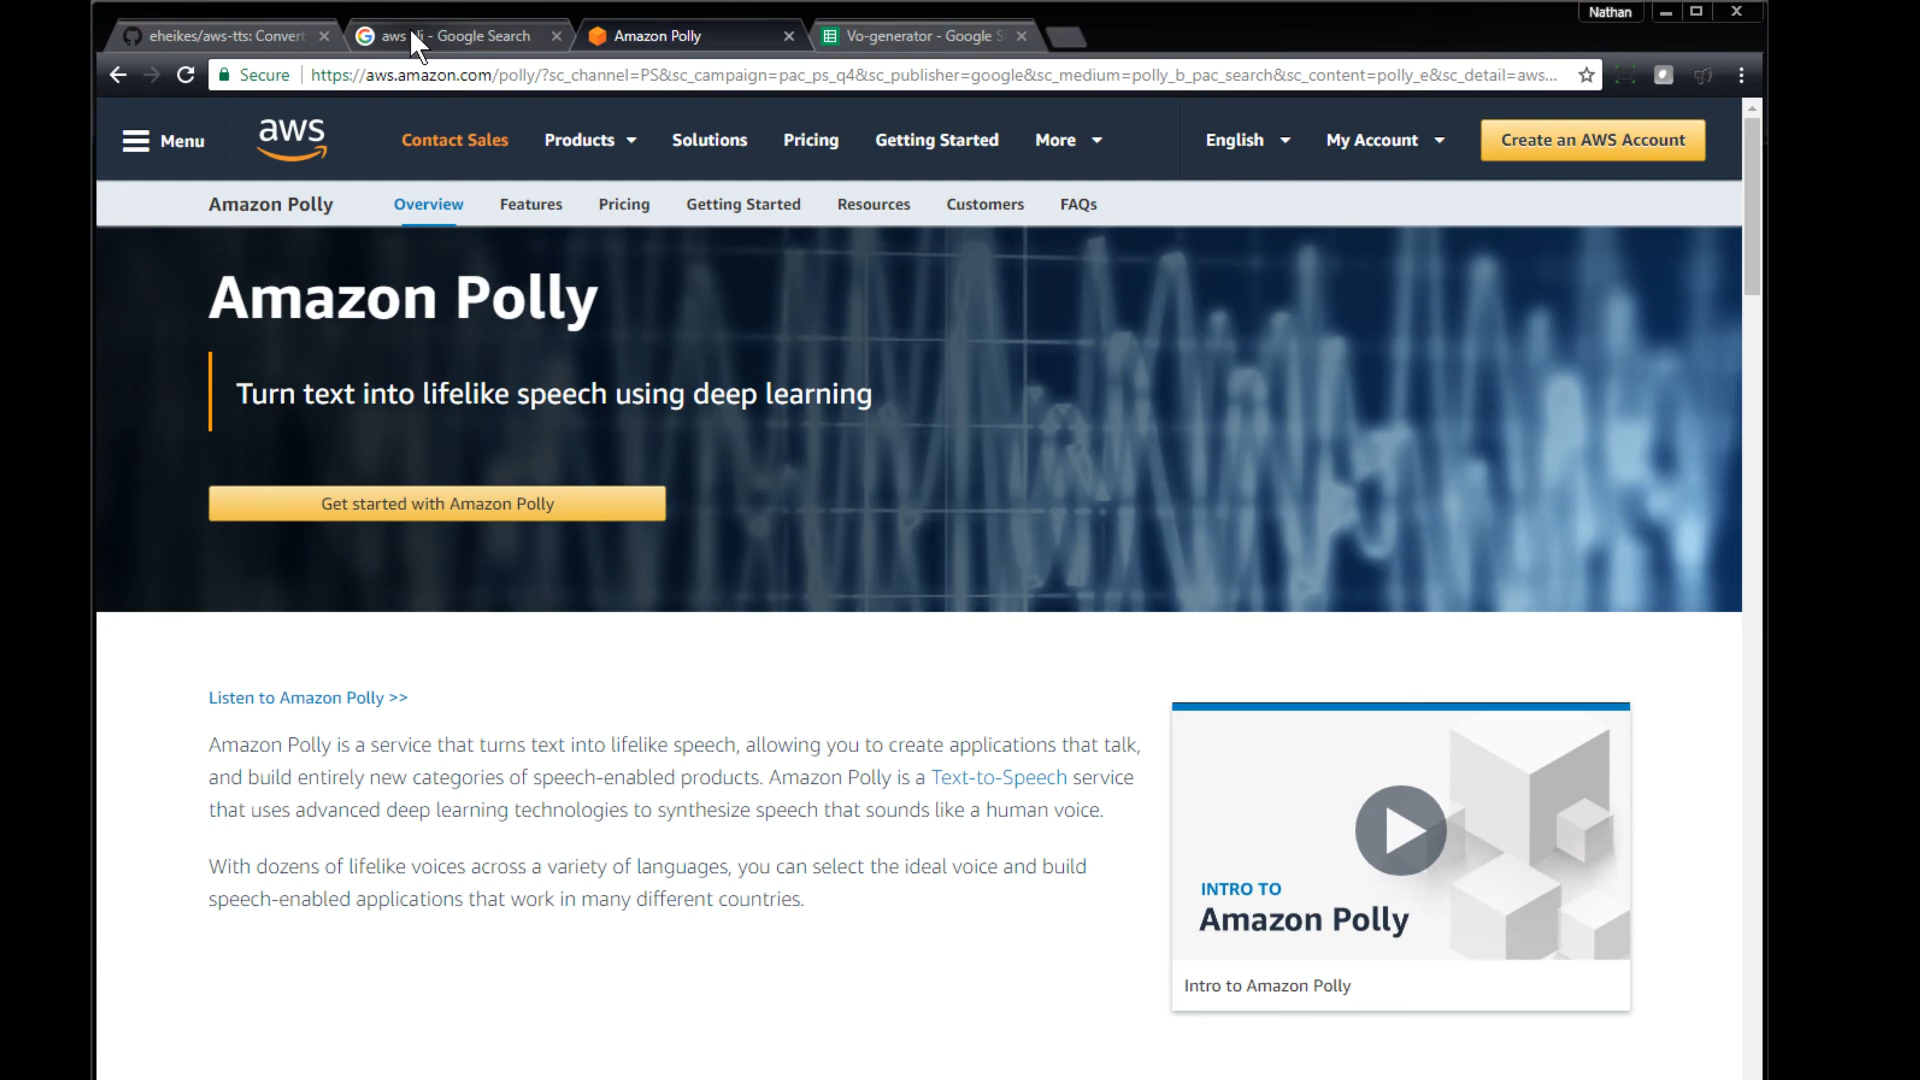 Nathan
eheikes/aws-tts: Convert
aws - Google Search
Amazon Polly
Vo-generator - Google S
Secure
https://aws.amazon.com/polly/?sc_channel=PS&sc_campaign=pac_ps_q4&sc_publisher=google&sc_medium=polly_b_pac_search&sc_content=polly_e&sc_detail=aws...
Menu
aws
Contact Sales
Products
Solutions
Pricing
Getting Started
More
English
My Account
Create an AWS Account
Amazon Polly
Overview
Features
Pricing
Getting Started
Resources
Customers
FAQs
Amazon Polly
Turn text into lifelike speech using deep learning
Get started with Amazon Polly
Listen to Amazon Polly >>
Amazon Polly is a service that turns text into lifelike speech, allowing you to create applications that talk,
and build entirely new categories of speech-enabled products. Amazon Polly is a Text-to-Speech service
that uses advanced deep learning technologies to synthesize speech that sounds like a human voice.
With dozens of lifelike voices across a variety of languages, you can select the ideal voice and build
speech-enabled applications that work in many different countries.
INTRO TO
Amazon Polly
Intro to Amazon Polly